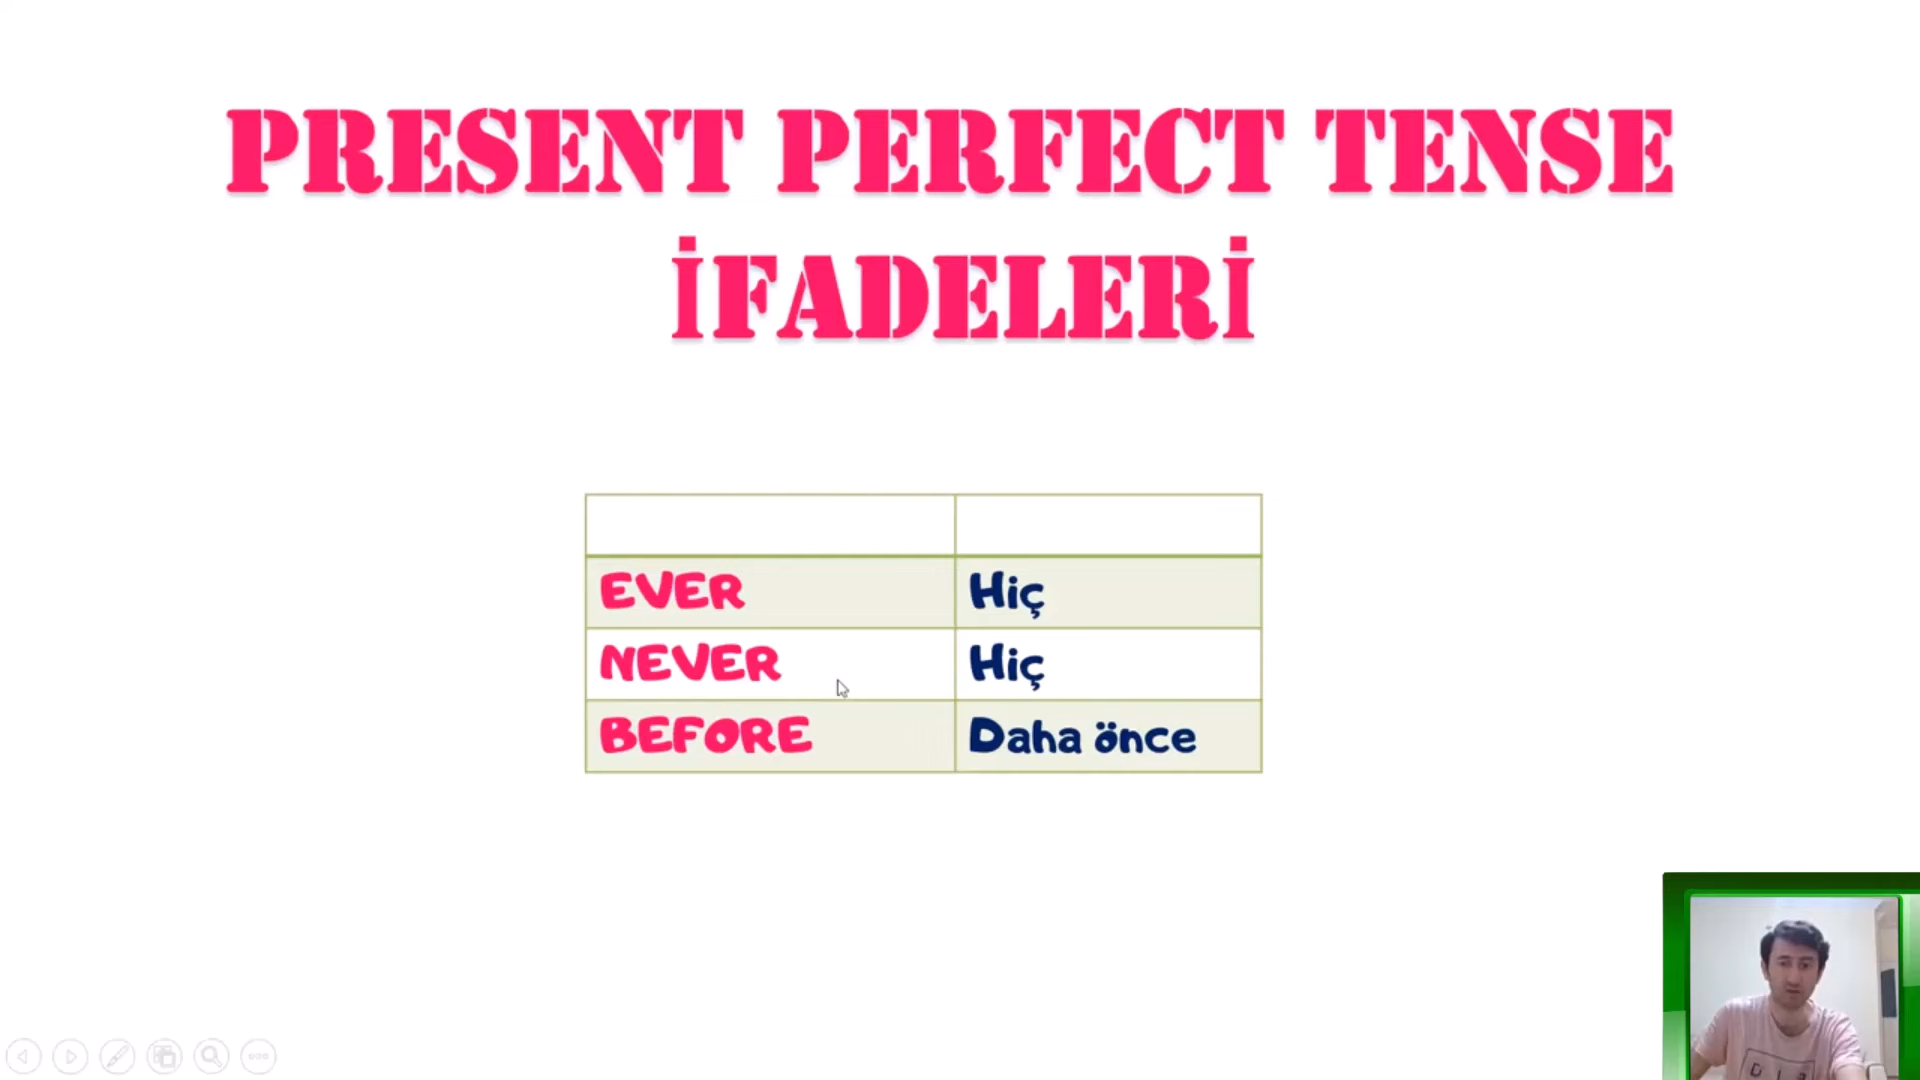 PRESENT PERFECT TENSE
İFADELERİ
EVER Hiç
NEVER Hiç
BEFORE Daha önce